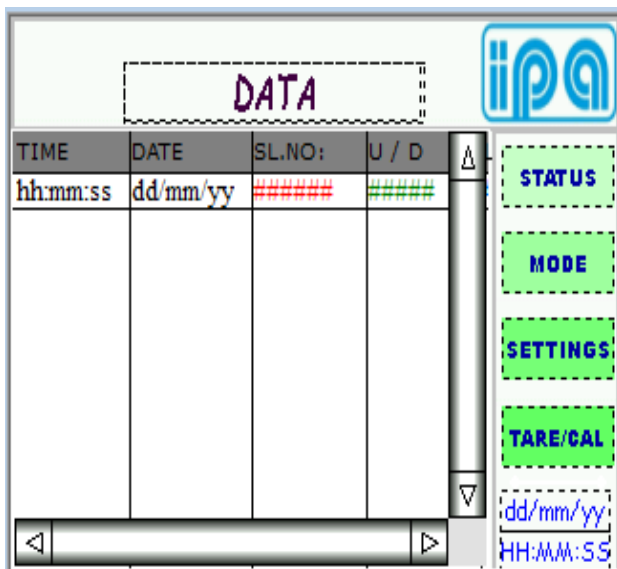 DATA
iipa
TIME DATE SL.NO: U / D
hh:mm:ss dd/mm/yy ###### #####
STATUS
MODE
SETTINGS
TARE/CAL
dd/mm/yy
HH:MM:SS